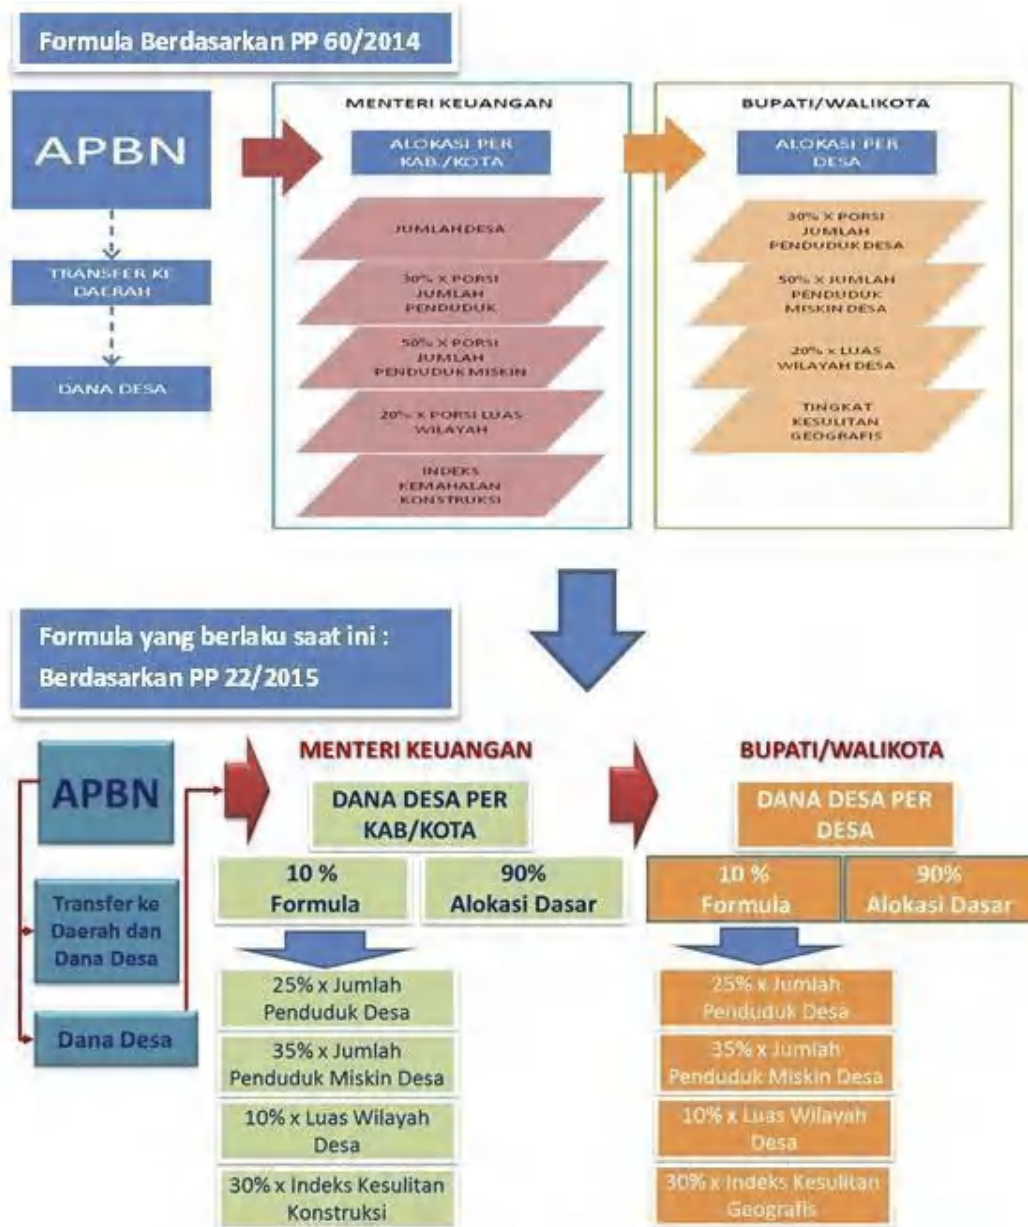 Formula Berdasarkan PP 60/2014
APBN
TRANSFER KE
DAERAH
DANA DESA
MENTERI KEUANGAN
ALOKASI PER
KAB./KOTA
JUMLAH DESA
30% X PORSI
JUMLAH
PENDUDUK
50% X PORSI
JUMLAH
PENDUDUK MISKIN
20% X PORSI LUAS
WILAYAH
INDEKS
KEMAHALAN
KONSTRUKSI
BUPATI/WALIKOTA
ALOKASI PER
DESA
30% X PORSI
JUMLAH
PENDUDUK DESA
50% X JUMLAH
PENDUDUK
MISKIN DESA
20% x LUAS
WILAYAH DESA
TINGKAT
KESULITAN
GEOGRAFIS
Formula yang berlaku saat ini :
Berdasarkan PP 22/2015
APBN
Transfer ke
Daerah dan
Dana Desa
Dana Desa
MENTERI KEUANGAN
DANA DESA PER
KAB/KOTA
10 %
Formula
90%
Alokasi Dasar
25% x Jumlah
Penduduk Desa
35% x Jumlah
Penduduk Miskin Desa
10% x Luas Wilayah
Desa
30% x Indeks Kesulitan
Konstruksi
BUPATI/WALIKOTA
DANA DESA PER
DESA
10 %
Formula
90%
Alokasi Dasar
25% x Jumlah
Penduduk Desa
35% x Jumlah
Penduduk Miskin Desa
10% x Luas Wilayah
Desa
30% x Indeks Kesulitan
Geografis